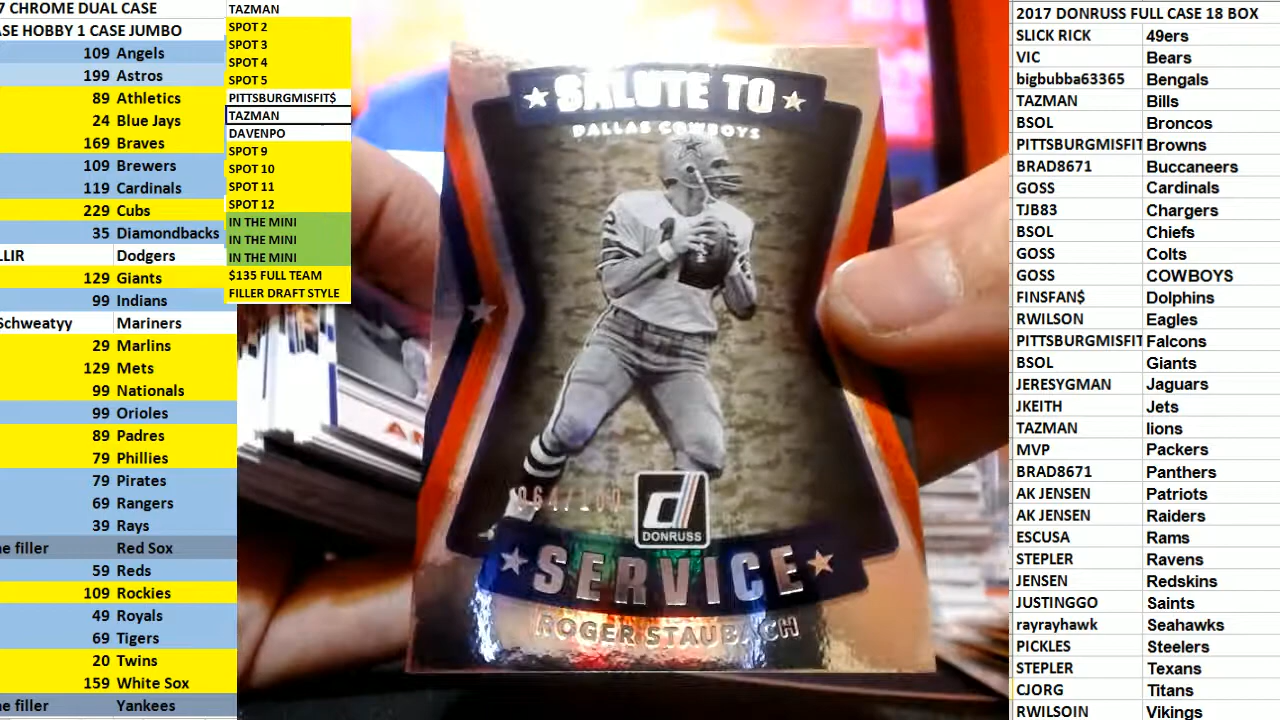 7 CHROME DUAL CASE
ASE HOBBY 1 CASE JUMBO
109 Angels
199 Astros
89 Athletics
24 Blue Jays
169 Braves
109 Brewers
119 Cardinals
229 Cubs
35 Diamondbacks
LLIR Dodgers
129 Giants
99 Indians
Schweatyy Mariners
29 Marlins
129 Mets
99 Nationals
99 Orioles
89 Padres
79 Phillies
79 Pirates
69 Rangers
39 Rays
ne filler Red Sox
59 Reds
109 Rockies
49 Royals
69 Tigers
20 Twins
159 White Sox
ne filler Yankees
TAZMAN
SPOT 2
SPOT 3
SPOT 4
SPOT 5
PITTSBURGMISFIT$
TAZMAN
DAVENPO
SPOT 9
SPOT 10
SPOT 11
SPOT 12
IN THE MINI
IN THE MINI
IN THE MINI
$135 FULL TEAM
FILLER DRAFT STYLE
SALUTE TO
DALLAS COWBOYS
064/100
DONRUSS
SERVICE
ROGER STAUBACH
2017 DONRUSS FULL CASE 18 BOX
SLICK RICK 49ers
VIC Bears
bigbubba63365 Bengals
TAZMAN Bills
BSOL Broncos
PITTSBURGMISFIT Browns
BRAD8671 Buccaneers
GOSS Cardinals
TJB83 Chargers
BSOL Chiefs
GOSS Colts
GOSS COWBOYS
FINSFAN$ Dolphins
RWILSON Eagles
PITTSBURGMISFIT Falcons
BSOL Giants
JERESYGMAN Jaguars
JKEITH Jets
TAZMAN lions
MVP Packers
BRAD8671 Panthers
AK JENSEN Patriots
AK JENSEN Raiders
ESCUSA Rams
STEPLER Ravens
JENSEN Redskins
JUSTINGGO Saints
rayrayhawk Seahawks
PICKLES Steelers
STEPLER Texans
CJORG Titans
RWILSOIN Vikings